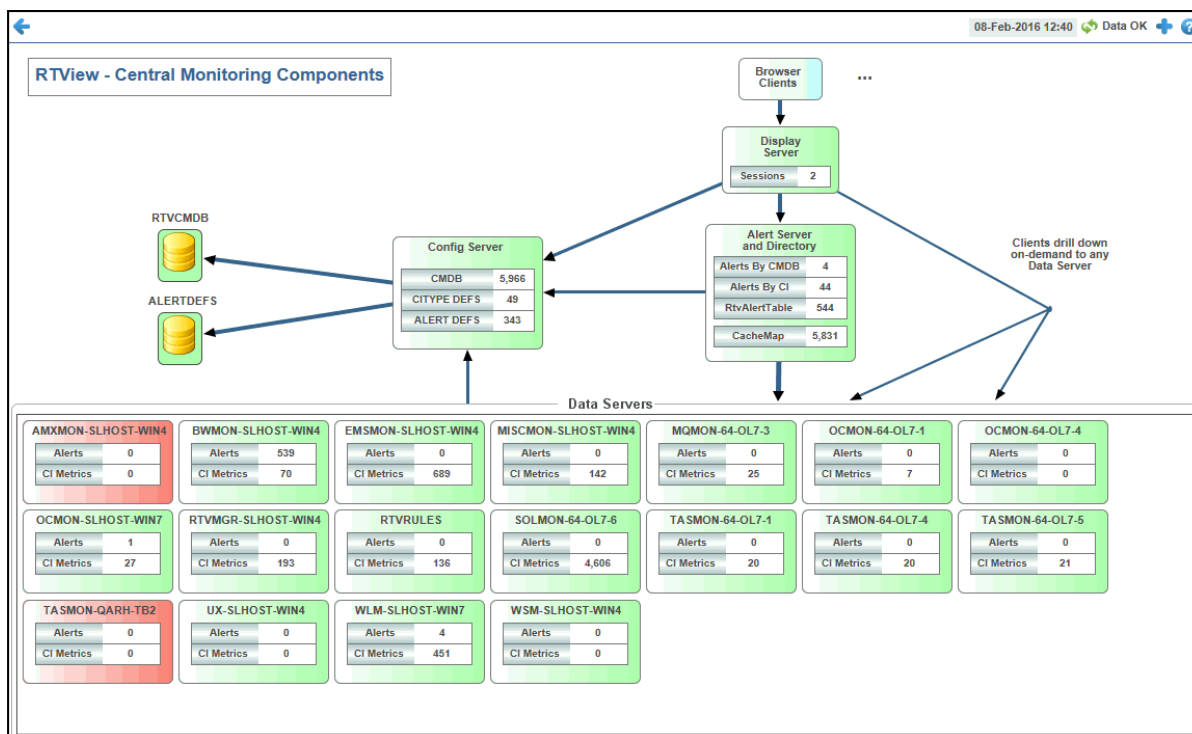 08-Feb-2016 12:40 Data OK
RTView - Central Monitoring Components
Browser
Clients
...
Display
Server
Sessions 2
RTVCMDB
Config Server
CMDB 5,966
CITYPE DEFS 49
ALERT DEFS 343
Alert Server
and Directory
Alerts By CMDB 4
Alerts By CI 44
RtvAlertTable 544
CacheMap 5,831
Clients drill down
on-demand to any
Data Server
ALERTDEFS
Data Servers
AMXMON-SLHOST-WIN4
Alerts 0
CI Metrics 0
BWMON-SLHOST-WIN4
Alerts 539
CI Metrics 70
EMSMON-SLHOST-WIN4
Alerts 0
CI Metrics 689
MISCMON-SLHOST-WIN4
Alerts 0
CI Metrics 142
MQMON-64-OL7-3
Alerts 0
CI Metrics 25
OCMON-64-OL7-1
Alerts 0
CI Metrics 7
OCMON-64-OL7-4
Alerts 0
CI Metrics 0
OCMON-SLHOST-WIN7
Alerts 1
CI Metrics 27
RTVMGR-SLHOST-WIN4
Alerts 0
CI Metrics 193
RTVRULES
Alerts 0
CI Metrics 136
SOLMON-64-OL7-6
Alerts 0
CI Metrics 4,606
TASMON-64-OL7-1
Alerts 0
CI Metrics 20
TASMON-64-OL7-4
Alerts 0
CI Metrics 20
TASMON-64-OL7-5
Alerts 0
CI Metrics 21
TASMON-QARH-TB2
Alerts 0
CI Metrics 0
UX-SLHOST-WIN4
Alerts 0
CI Metrics 0
WLM-SLHOST-WIN7
Alerts 4
CI Metrics 451
WSM-SLHOST-WIN4
Alerts 0
CI Metrics 0